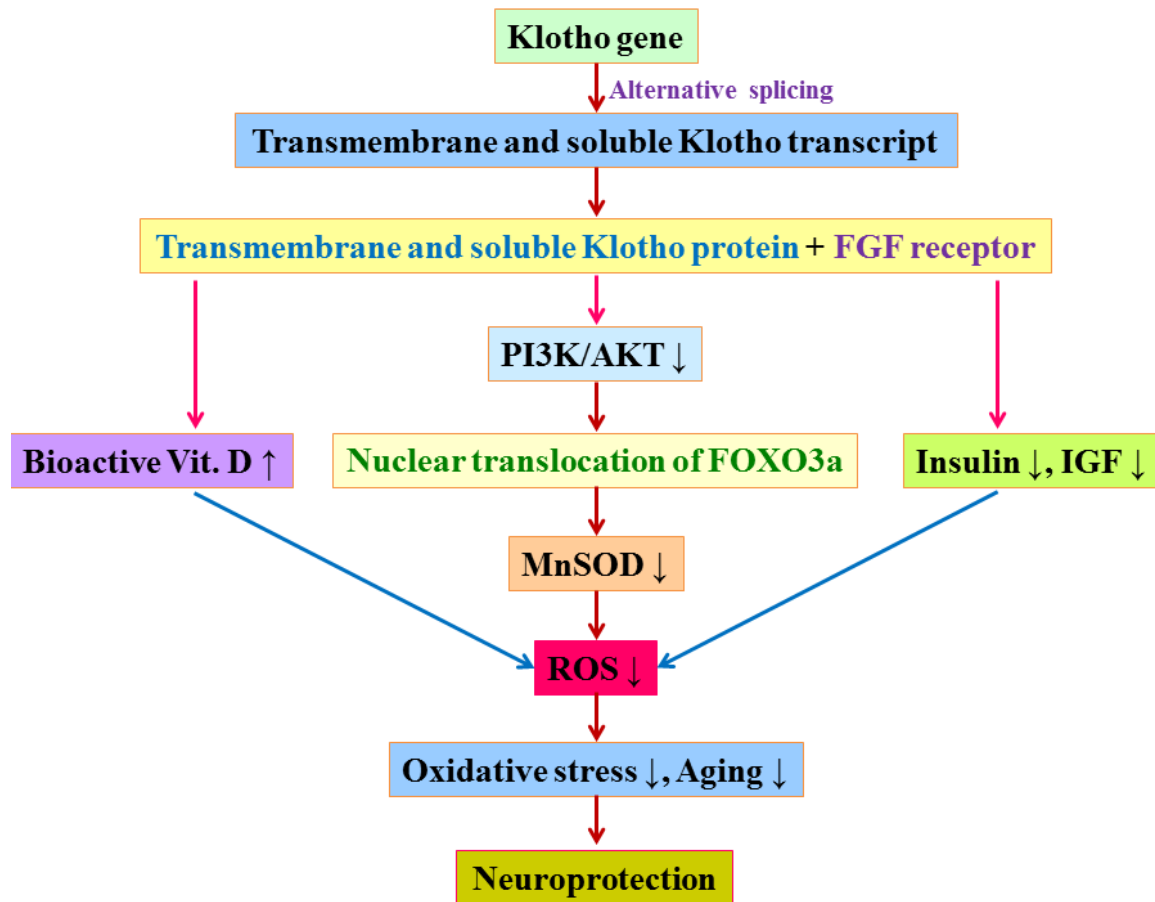 Klotho gene
Alternative splicing
Transmembrane and soluble Klotho transcript
Transmembrane and soluble Klotho protein + FGF receptor
PI3K/AKT ↓
Bioactive Vit. D ↑
Nuclear translocation of FOXO3a
Insulin ↓, IGF ↓
MnSOD ↓
ROS ↓
Oxidative stress ↓, Aging ↓
Neuroprotection